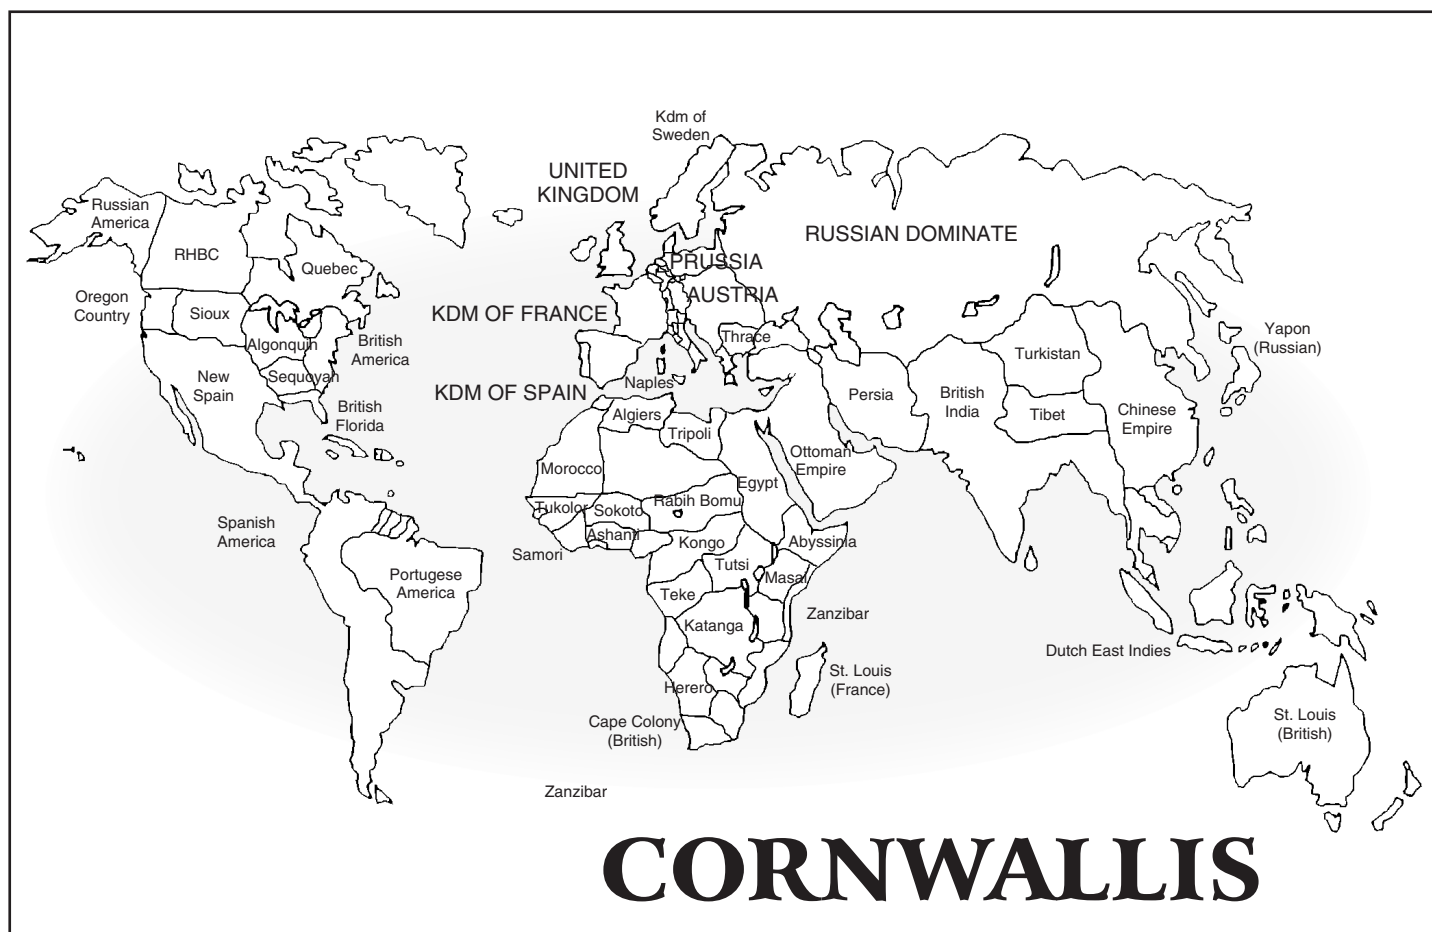 Kdm of
Sweden
UNITED
KINGDOM
Russian
America
RUSSIAN DOMINATE
RHBC
Quebec
PRUSSIA
AUSTRIA
Oregon
Country
Sioux
KDM OF FRANCE
Yapon
(Russian)
Algonquin
British
America
Thrace
Turkistan
New
Spain
Sequoyah
KDM OF SPAIN
Naples
Persia
British
India
Tibet
Chinese
Empire
British
Florida
Algiers
Tripoli
Ottoman
Empire
Morocco
Egypt
Tukolor
Sokoto
Rabih Bomu
Spanish
America
Samori
Ashanti
Kongo
Abyssinia
Tutsi
Masai
Portugese
America
Teke
Katanga
Zanzibar
Dutch East Indies
Herero
St. Louis
(France)
Cape Colony
(British)
St. Louis
(British)
Zanzibar
CORNWALLIS